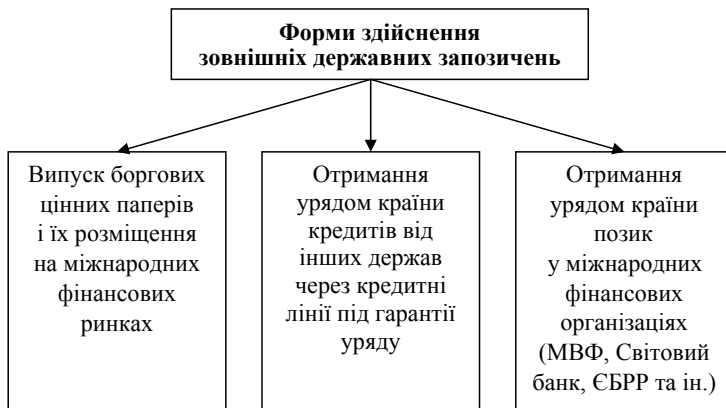 Форми здійснення
зовнішніх державних запозичень
Випуск боргових
цінних паперів
і їх розміщення
на міжнародних
фінансових
ринках
Отримання
урядом країни
кредитів від
інших держав
через кредитні
лінії під гарантії
уряду
Отримання
урядом країни
позик
у міжнародних
фінансових
організаціях
(МВФ, Світовий
банк, ЄБРР та ін.)